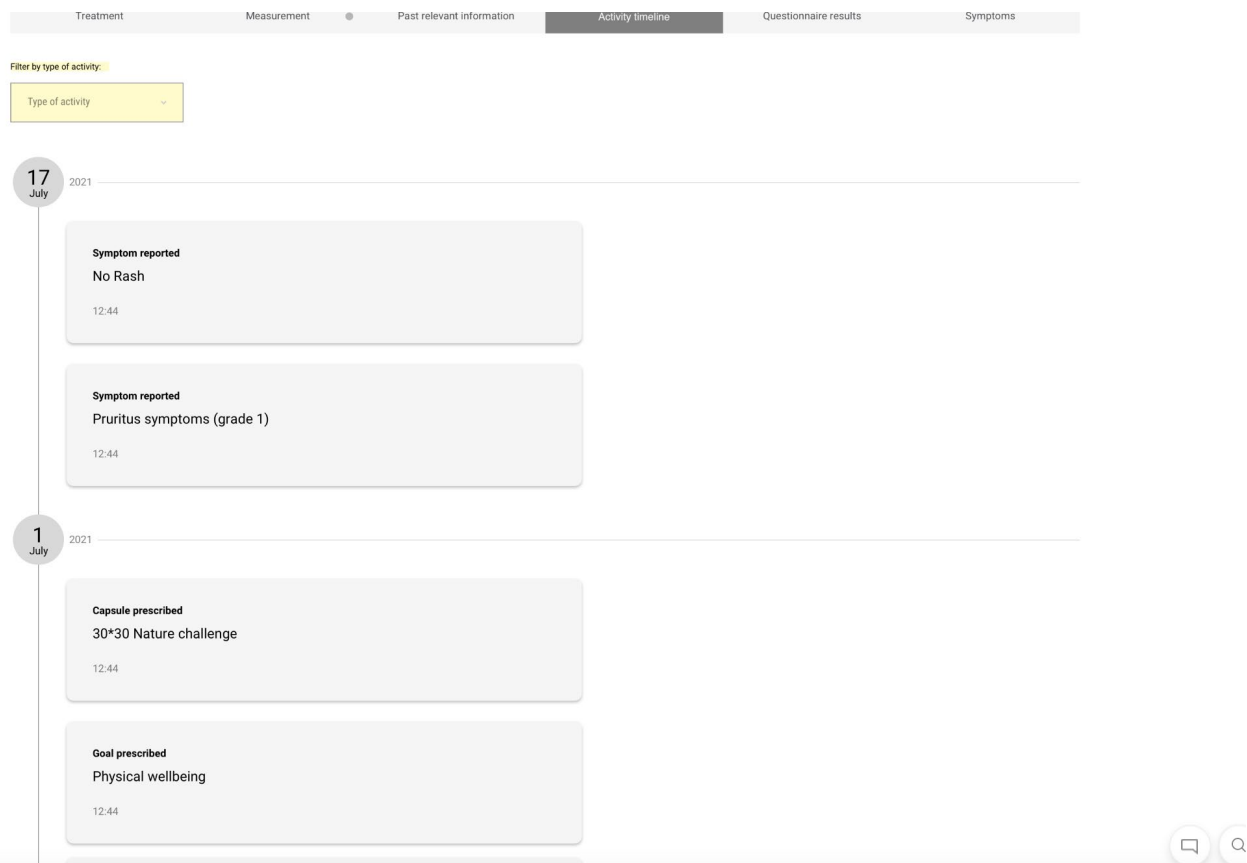 Treatment Measurement Past relevant information Activity timeline Questionnaire results Symptoms
Filter by type of activity:
Type of activity
17
July
2021
Symptom reported
No Rash
12:44
Symptom reported
Pruritus symptoms (grade 1)
12:44
1
July
2021
Capsule prescribed
30*30 Nature challenge
12:44
Goal prescribed
Physical wellbeing
12:44